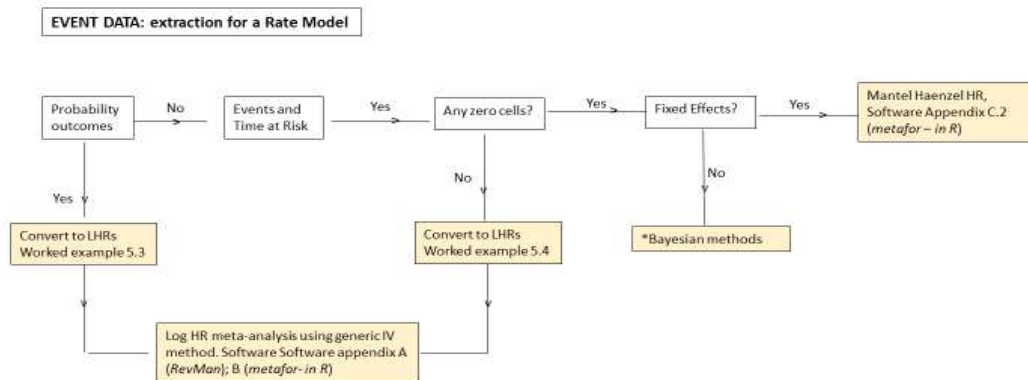 EVENT DATA: extraction for a Rate Model
Probability
outcomes
No
Events and
Time at Risk
Yes
Any zero cells?
Yes
Fixed Effects?
Yes
Mantel Haenzel HR,
Software Appendix C.2
(metafor – in R)
Yes
No
No
Convert to LHRs
Worked example 5.3
Convert to LHRs
Worked example 5.4
*Bayesian methods
Log HR meta-analysis using generic IV
method. Software Software appendix A
(RevMan); B (metafor- in R)